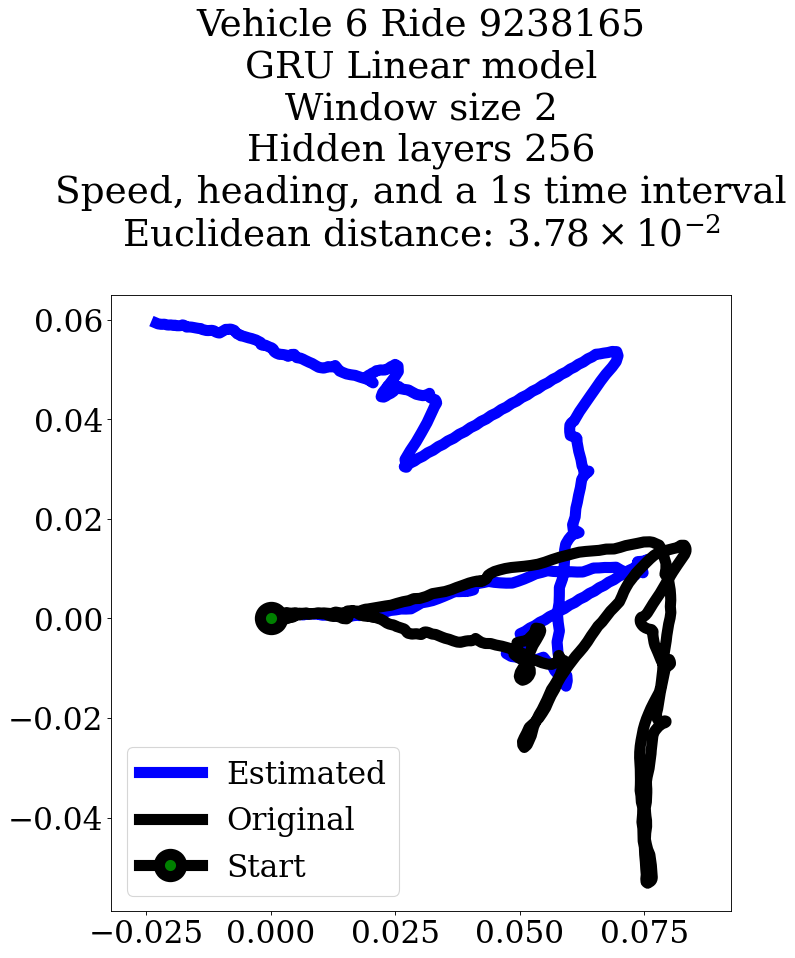 Vehicle 6 Ride 9238165
GRU Linear model
Window size 2
Hidden layers 256
Speed, heading, and a 1s time interval
Euclidean distance: 3.78 × 10⁻²
0.06
0.04
0.02
0.00
−0.02
−0.04
Estimated
Original
Start
−0.025 0.000 0.025 0.050 0.075